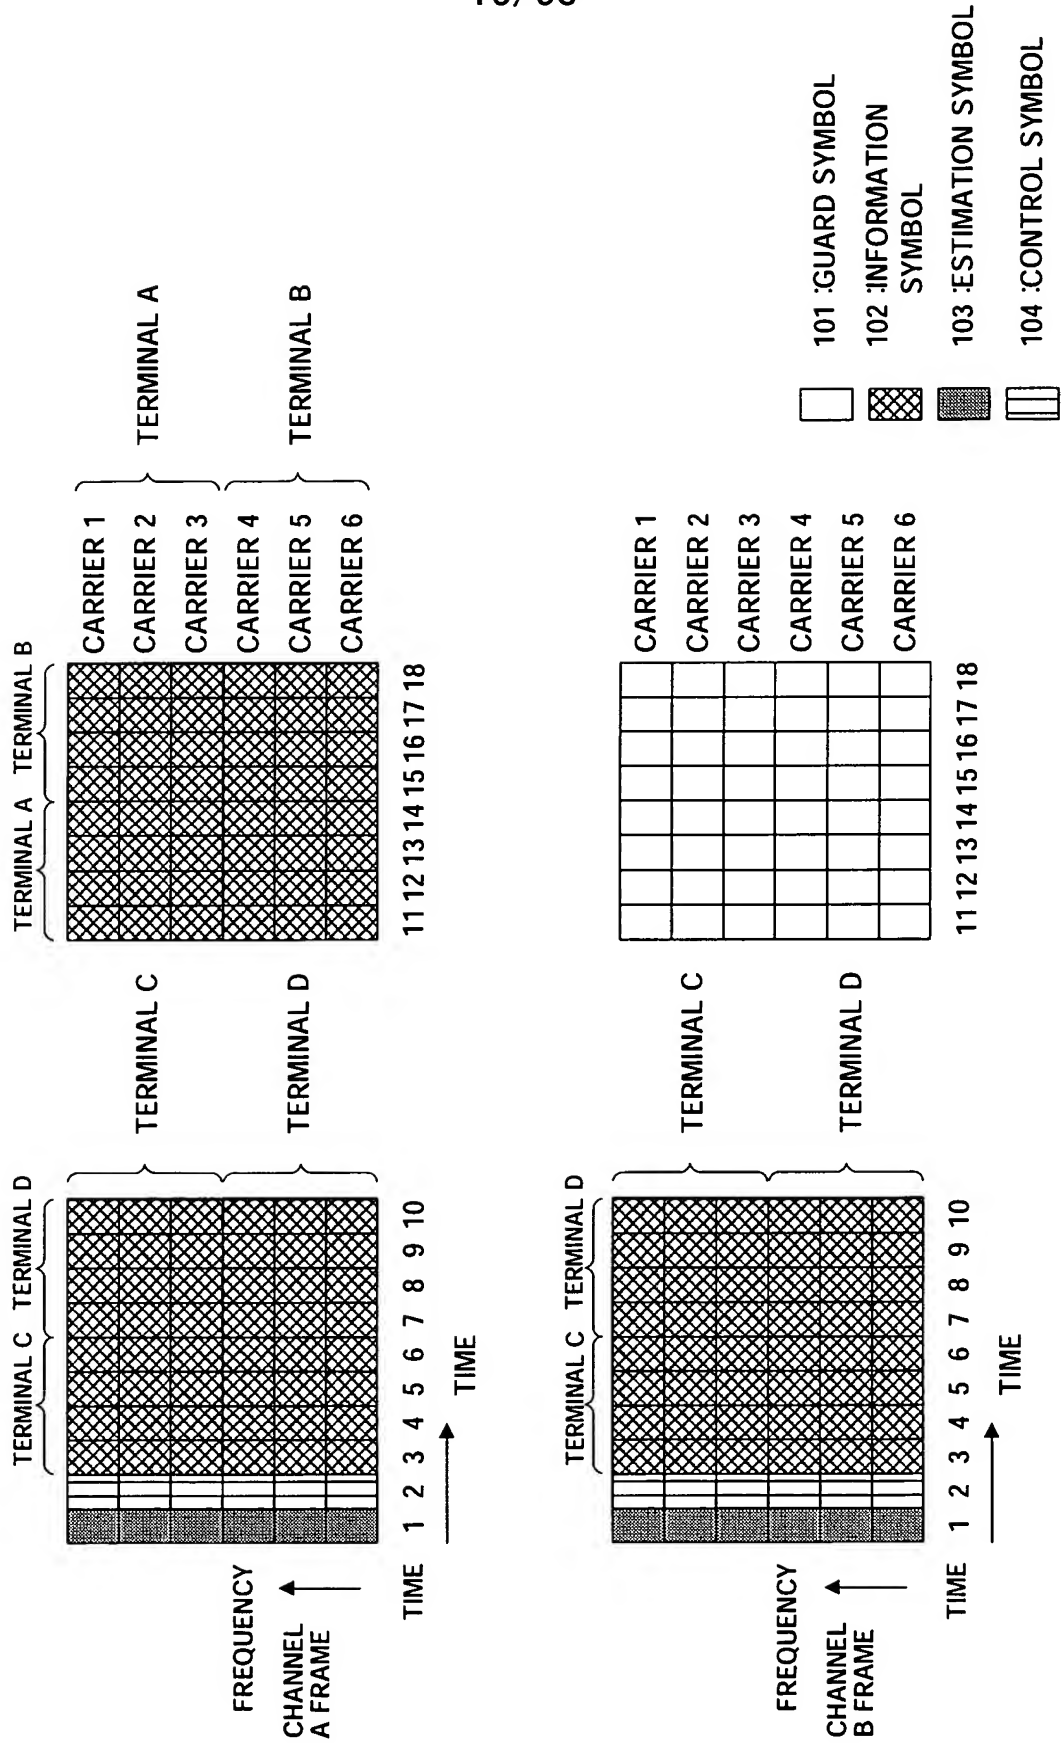 TERMINAL C TERMINAL D
TERMINAL A TERMINAL B
FREQUENCY
CHANNEL
A FRAME
TERMINAL C
TERMINAL D
CARRIER 1
CARRIER 2
CARRIER 3
CARRIER 4
CARRIER 5
CARRIER 6
TERMINAL A
TERMINAL B
TIME 1 2 3 4 5 6 7 8 9 10
11 12 13 14 15 16 17 18
TIME
TERMINAL C TERMINAL D
FREQUENCY
CHANNEL
B FRAME
TERMINAL C
TERMINAL D
CARRIER 1
CARRIER 2
CARRIER 3
CARRIER 4
CARRIER 5
CARRIER 6
TIME 1 2 3 4 5 6 7 8 9 10
11 12 13 14 15 16 17 18
TIME
101 :GUARD SYMBOL
102 :INFORMATION
SYMBOL
103 :ESTIMATION SYMBOL
104 :CONTROL SYMBOL